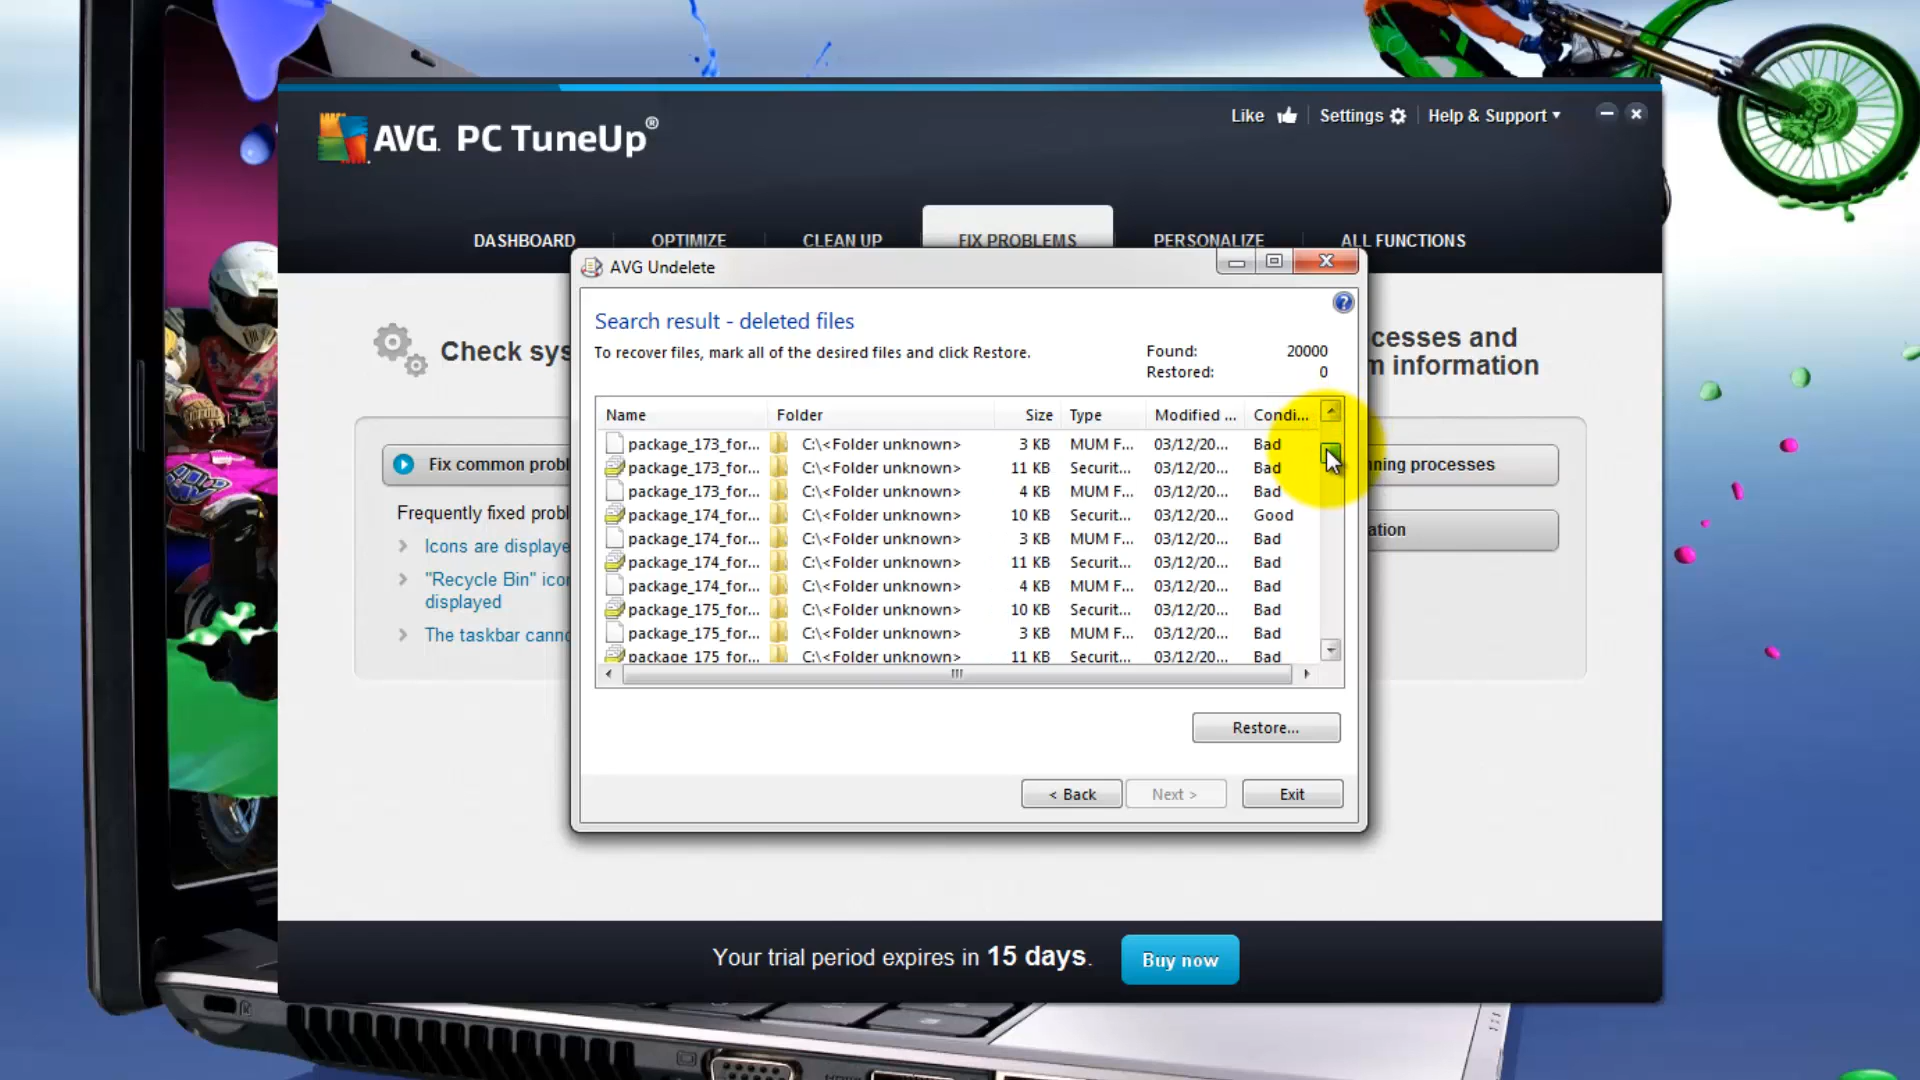 AVG. PC TuneUp®
Like
Settings
Help & Support
DASHBOARD
OPTIMIZE
CLEAN UP
FIX PROBLEMS
PERSONALIZE
ALL FUNCTIONS
AVG Undelete
Search result - deleted files
To recover files, mark all of the desired files and click Restore.
Found: 20000
Restored: 0
Name Folder Size Type Modified ... Condi...
package_173_for... C:\<Folder unknown> 3 KB MUM F... 03/12/20... Bad
package_173_for... C:\<Folder unknown> 11 KB Securit... 03/12/20... Bad
package_173_for... C:\<Folder unknown> 4 KB MUM F... 03/12/20... Bad
package_174_for... C:\<Folder unknown> 10 KB Securit... 03/12/20... Good
package_174_for... C:\<Folder unknown> 3 KB MUM F... 03/12/20... Bad
package_174_for... C:\<Folder unknown> 11 KB Securit... 03/12/20... Bad
package_174_for... C:\<Folder unknown> 4 KB MUM F... 03/12/20... Bad
package_175_for... C:\<Folder unknown> 10 KB Securit... 03/12/20... Bad
package_175_for... C:\<Folder unknown> 3 KB MUM F... 03/12/20... Bad
package_175_for... C:\<Folder unknown> 11 KB Securit... 03/12/20... Bad
Restore...
< Back
Next >
Exit
Check sys
Fix common probl
Frequently fixed probl
Icons are displaye
"Recycle Bin" ico
displayed
The taskbar canno
cesses and
m information
nning processes
ation
Your trial period expires in 15 days.
Buy now